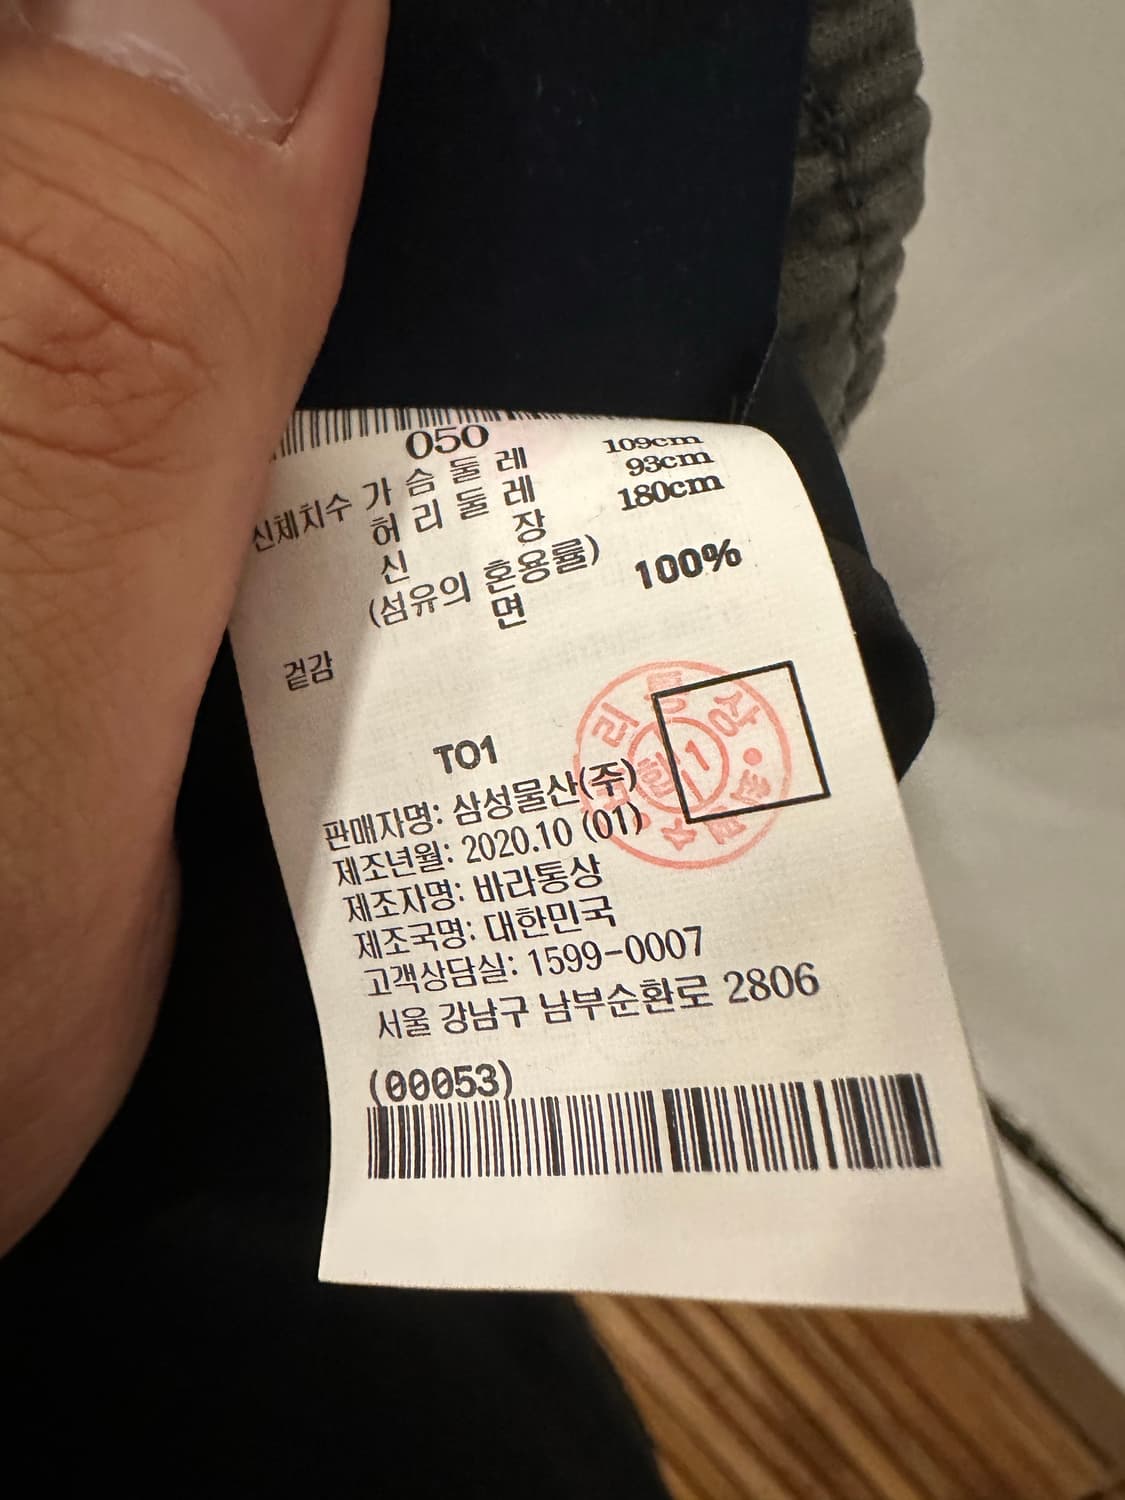 050
신체치수 가슴둘레 109cm
허리둘레 93cm
신장 180cm
(섬유의 혼용률)
겉감 면 100%
TO1
판매자명: 삼성물산(주)
제조년월: 2020.10 (01)
제조자명: 바라통상
제조국명: 대한민국
고객상담실: 1599-0007
서울 강남구 남부순환로 2806
(00053)